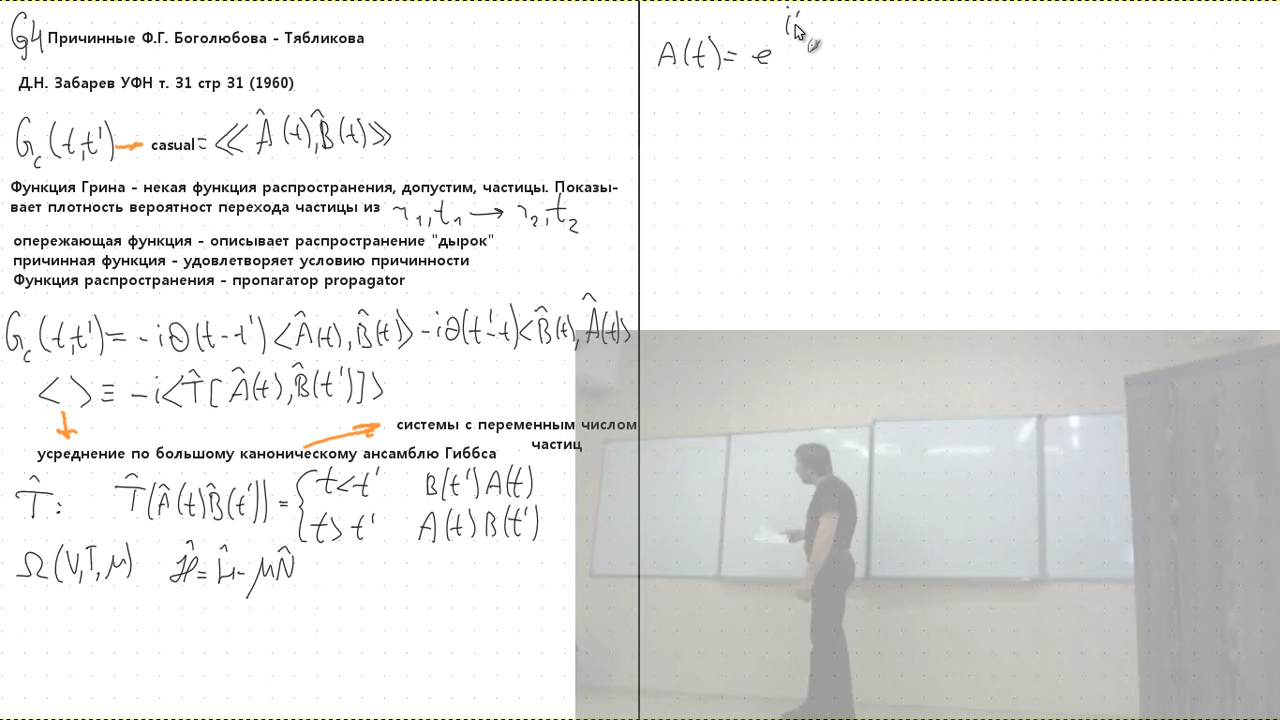 G4 Причинные Ф.Г. Боголюбова - Тябликова
Д.Н. Забарев УФН т. 31 стр 31 (1960)
G_c(t,t') → casual = ≪Â(t),B̂(t)≫
Функция Грина - некая функция распространения, допустим, частицы. Показы-
вает плотность вероятност перехода частицы из r₁,t₁ → r₂,t₂
опережающая функция - описывает распространение "дырок"
причинная функция - удовлетворяет условию причинности
Функция распространения - пропагатор propagator
G_c(t,t') = -iΘ(t-t')<Â(t),B̂(t)> -iΘ(t'-t)<B̂(t),Â(t)>
< > ≡ -i<T̂[Â(t),B̂(t')]>
системы с переменным числом
частиц
усреднение по большому каноническому ансамблю Гиббса
T̂: T̂(Â(t)B̂(t')) = { t<t' B(t')A(t)
t>t' A(t)B(t')
Ω(V,T,μ) Ĥ = Ĥ - μN̂
A(t) = e